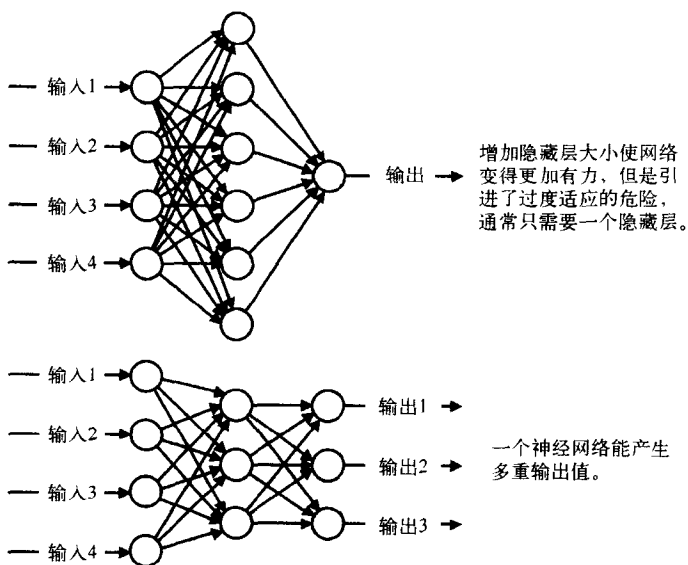 输入1
输入2
输入3
输入4
输出
增加隐藏层大小使网络
变得更加有力，但是引
进了过度适应的危险，
通常只需要一个隐藏层。
输入1
输入2
输入3
输入4
输出1
输出2
输出3
一个神经网络能产生
多重输出值。